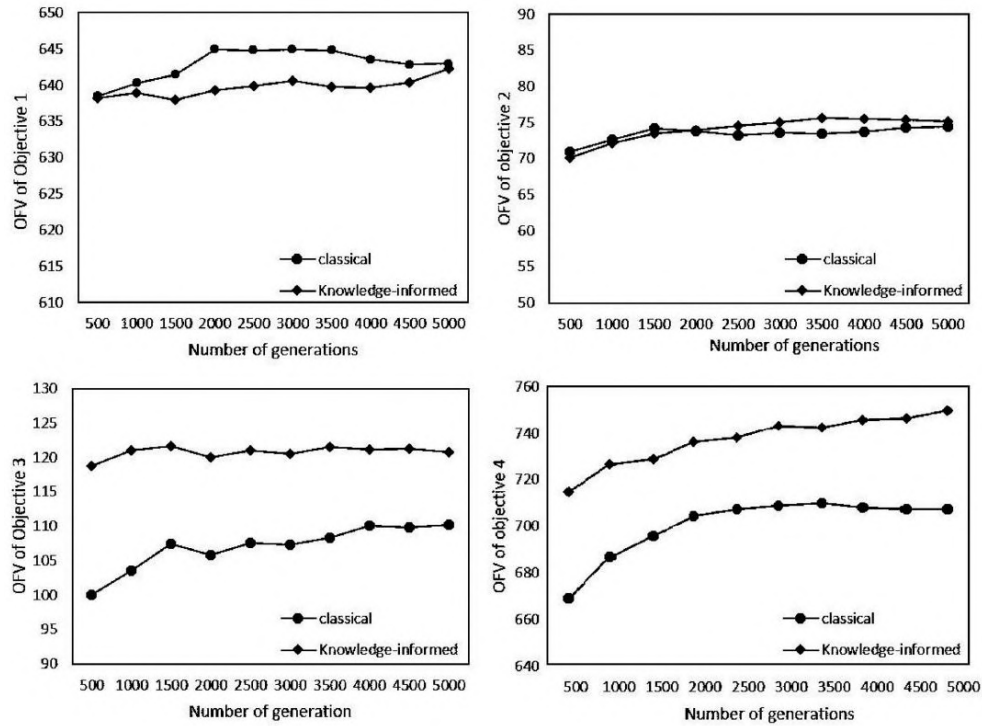 OFV of Objective 1
650
645
640
635
630
625
620
615
610
classical
Knowledge-informed
500 1000 1500 2000 2500 3000 3500 4000 4500 5000
Number of generations
OFV of objective 2
90
85
80
75
70
65
60
55
50
classical
Knowledge-informed
500 1000 1500 2000 2500 3000 3500 4000 4500 5000
Number of generations
OFV of Objective 3
130
125
120
115
110
105
100
95
90
classical
Knowledge-informed
500 1000 1500 2000 2500 3000 3500 4000 4500 5000
Number of generation
OFV of objective 4
760
740
720
700
680
660
640
classical
Knowledge-informed
500 1000 1500 2000 2500 3000 3500 4000 4500 5000
Number of generations